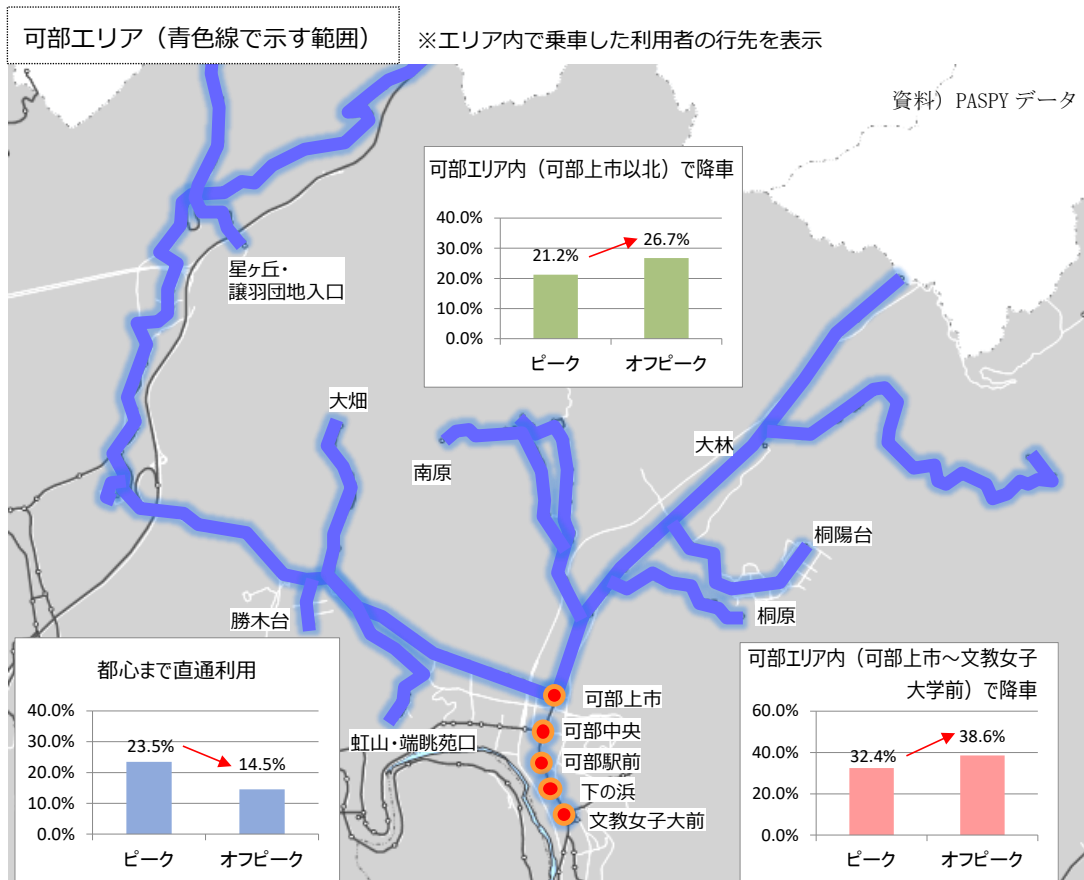 可部エリア（青色線で示す範囲）
※エリア内で乗車した利用者の行先を表示
資料）PASPY データ
可部エリア内（可部上市以北）で降車
40.0%
30.0%
20.0%
10.0%
0.0%
21.2%
26.7%
ピーク
オフピーク
星ヶ丘・
譲羽団地入口
大畑
南原
大林
桐陽台
桐原
勝木台
虹山・端眺苑口
可部上市
可部中央
可部駅前
下の浜
文教女子大前
都心まで直通利用
40.0%
30.0%
20.0%
10.0%
0.0%
23.5%
14.5%
ピーク
オフピーク
可部エリア内（可部上市～文教女子
大学前）で降車
60.0%
40.0%
20.0%
0.0%
32.4%
38.6%
ピーク
オフピーク